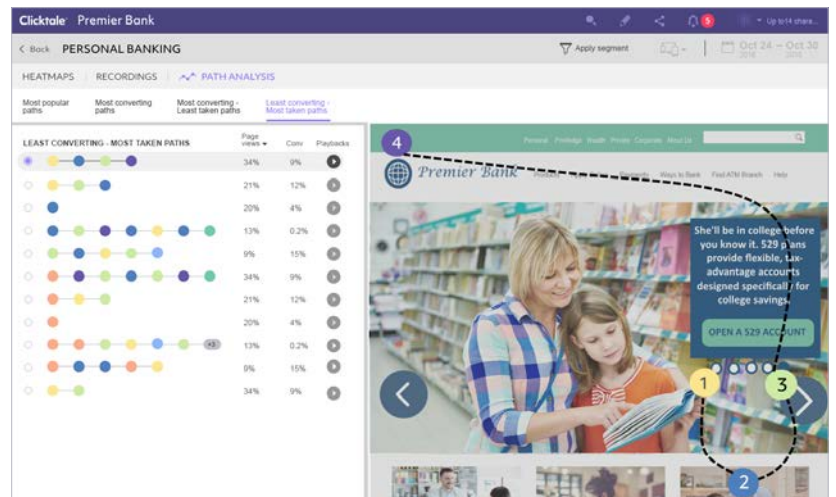 Clicktale Premier Bank
5
Up to 14 share...
< Back PERSONAL BANKING
Apply segment
Oct 24 – Oct 30
HEATMAPS RECORDINGS PATH ANALYSIS
Most popular paths
Most converting paths
Most converting - Least taken paths
Least converting - Most taken paths
LEAST CONVERTING - MOST TAKEN PATHS
Page views Conv Playbacks
34% 9%
21% 12%
20% 4%
13% 0.2%
9% 15%
34% 9%
21% 12%
20% 4%
+3 13% 0.2%
9% 15%
34% 9%
4
Personal Privilege Wealth Private Corporate About Us
Premier Bank
Products Payments Ways to Bank Find ATM Branch Help
She'll be in college before
you know it. 529 plans
provide flexible, tax-
advantage accounts
designed specifically for
college savings.
OPEN A 529 ACCOUNT
1
3
2